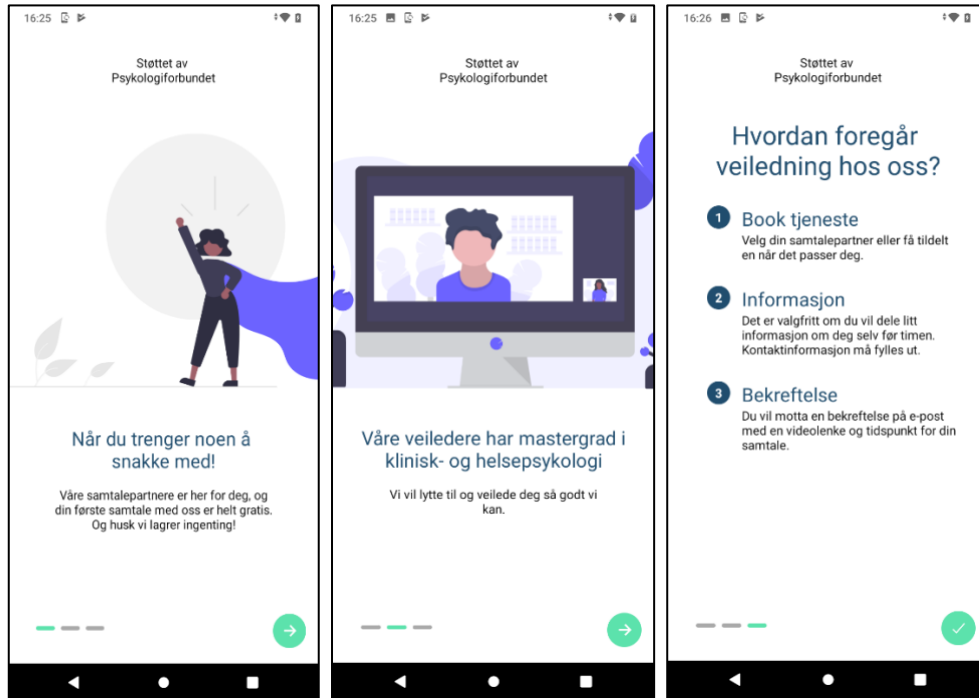 16:25
Støttet av
Psykologiforbundet
Når du trenger noen å
snakke med!
Våre samtalepartnere er her for deg, og
din første samtale med oss er helt gratis.
Og husk vi lagrer ingenting!
16:25
Støttet av
Psykologiforbundet
Våre veiledere har mastergrad i
klinisk- og helsepsykologi
Vi vil lytte til og veilede deg så godt vi
kan.
16:26
Støttet av
Psykologiforbundet
Hvordan foregår
veiledning hos oss?
1 Book tjeneste
Velg din samtalepartner eller få tildelt
en når det passer deg.
2 Informasjon
Det er valgfritt om du vil dele litt
informasjon om deg selv før timen.
Kontaktinformasjon må fylles ut.
3 Bekreftelse
Du vil motta en bekreftelse på e-post
med en videolenke og tidspunkt for din
samtale.